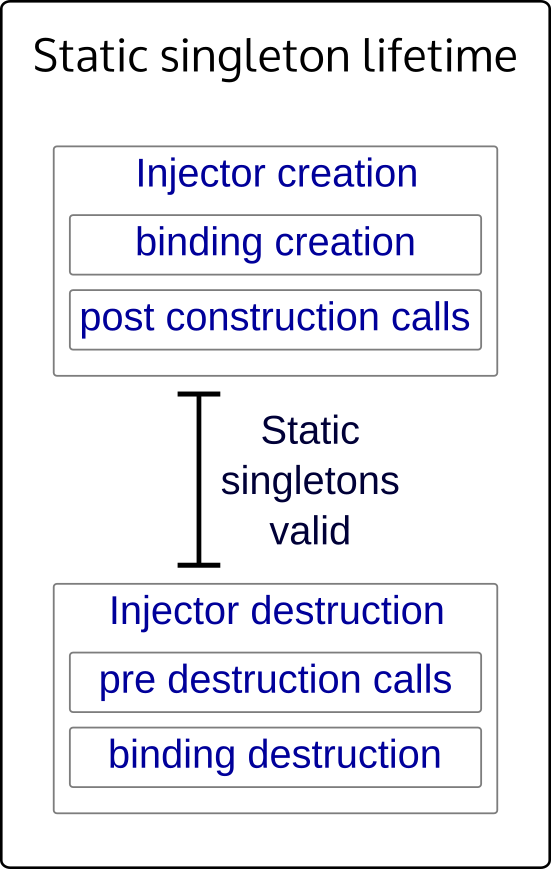 Static singleton lifetime
Injector creation
binding creation
post construction calls
Static
singletons
valid
Injector destruction
pre destruction calls
binding destruction